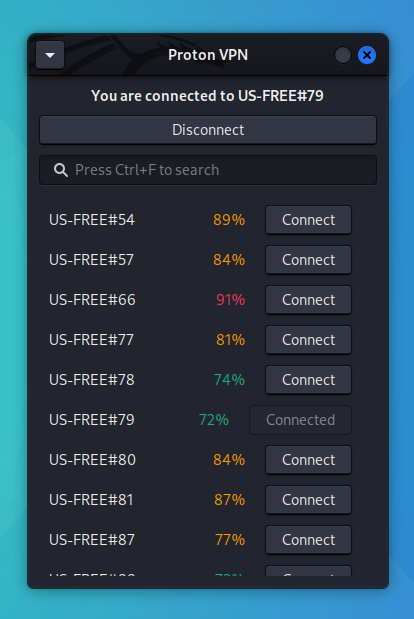 Proton VPN
You are connected to US-FREE#79
Disconnect
Press Ctrl+F to search
US-FREE#54 89% Connect
US-FREE#57 84% Connect
US-FREE#66 91% Connect
US-FREE#77 81% Connect
US-FREE#78 74% Connect
US-FREE#79 72% Connected
US-FREE#80 84% Connect
US-FREE#81 87% Connect
US-FREE#87 77% Connect